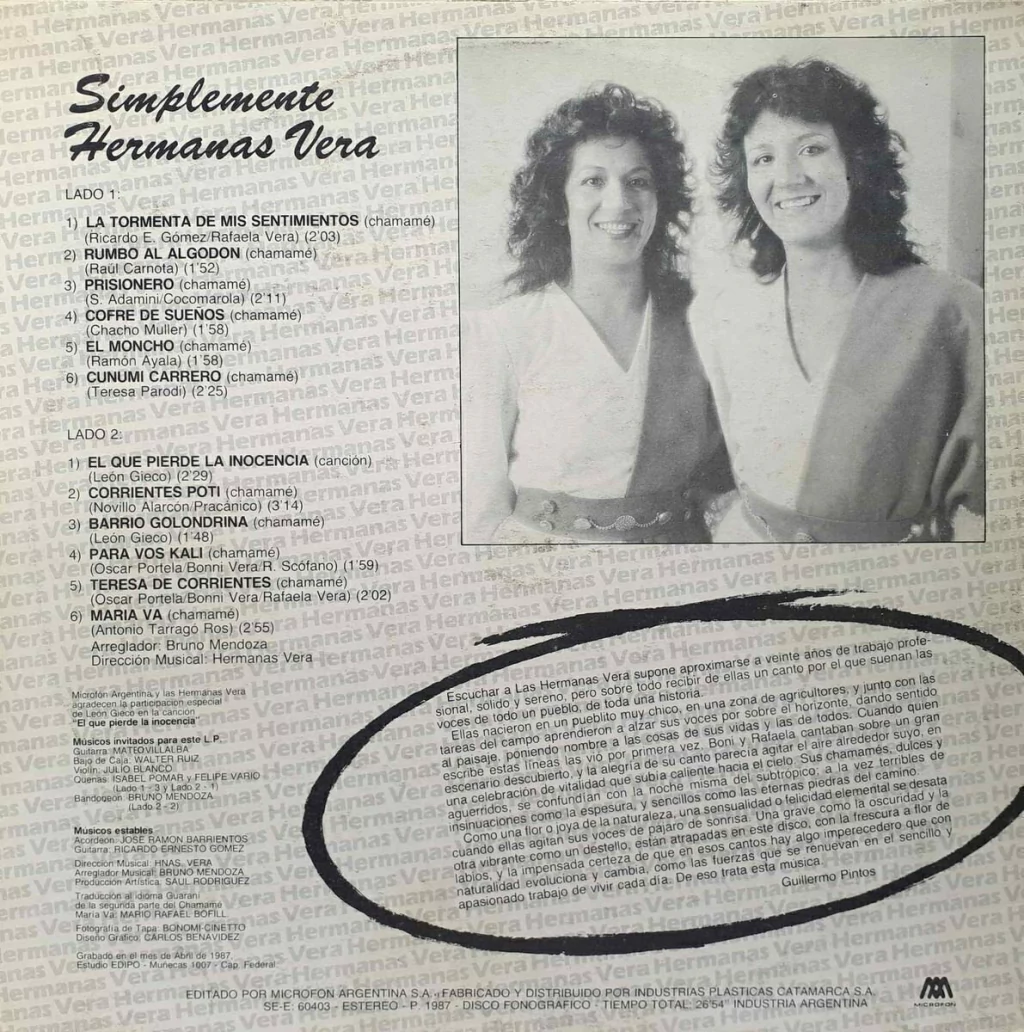 Simplemente
Hermanas Vera
LADO 1:
1) LA TORMENTA DE MIS SENTIMIENTOS (chamamé)
(Ricardo E. Gómez/Rafaela Vera) (2'03)
2) RUMBO AL ALGODON (chamamé)
(Raúl Carnota) (1'52)
3) PRISIONERO (chamamé)
(S. Adamini/Cocomarola) (2'11)
4) COFRE DE SUEÑOS (chamamé)
(Chacho Muller) (1'58)
5) EL MONCHO (chamamé)
(Ramón Ayala) (1'58)
6) CUNUMI CARRERO (chamamé)
(Teresa Parodi) (2'25)
LADO 2:
1) EL QUE PIERDE LA INOCENCIA (canción)
(León Gieco) (2'29)
2) CORRIENTES POTI (chamamé)
(Novillo Alarcón/Pracánico) (3'14)
3) BARRIO GOLONDRINA (chamamé)
(León Gieco) (1'48)
4) PARA VOS KALI (chamamé)
(Oscar Portela/Bonni Vera/R. Scófano) (1'59)
5) TERESA DE CORRIENTES (chamamé)
(Oscar Portela/Bonni Vera Rafaela Vera) (2'02)
6) MARIA VA (chamamé)
(Antonio Tarragó Ros) (2'55)
Arreglador: Bruno Mendoza
Dirección Musical: Hermanas Vera
Microfón Argentina y las Hermanas Vera
agradecen la participación especial
de León Gieco en la canción
"El que pierde la inocencia"
Músicos invitados para este L.P.
Guitarra: MATEO VILLALBA
Bajo de Caja: WALTER RUIZ
Violín: JULIO BLANCO
Quenas: ISABEL POMAR y FELIPE VARIO
(Lado 1 - 3 y Lado 2 - 1)
Bandoneón: BRUNO MENDOZA
(Lado 2 - 2)
Músicos estables
Acordeón: JOSE RAMON BARRIENTOS
Guitarra: RICARDO ERNESTO GOMEZ
Dirección Musical: HNAS. VERA
Arreglador Musical: BRUNO MENDOZA
Producción Artística: SAUL RODRIGUEZ
Traducción al idioma Guaraní
de la segunda parte del Chamamé
María Va: MARIO RAFAEL BOFILL
Fotografía de Tapa: BONOMI-CINETTO
Diseño Gráfico: CARLOS BENAVIDEZ
Grabado en el mes de Abril de 1987.
Estudio EDIPO - Muñecas 1007 - Cap. Federal.
Escuchar a Las Hermanas Vera supone aproximarse a veinte años de trabajo profe-
sional, sólido y sereno, pero sobre todo recibir de ellas un canto por el que suenan las
voces de todo un pueblo, de toda una historia.
Ellas nacieron en un pueblito muy chico, en una zona de agricultores, y junto con las
tareas del campo aprendieron a alzar sus voces por sobre el horizonte, dando sentido
al paisaje, poniendo nombre a las cosas de sus vidas y las de todos. Cuando quien
escribe estas líneas las vió por primera vez, Boni y Rafaela cantaban sobre un gran
escenario descubierto, y la alegría de su canto parecía agitar el aire alrededor suyo, en
una celebración de vitalidad que subía caliente hacia el cielo. Sus chamamés, dulces y
aguerridos, se confundían con la noche misma del subtrópico: a la vez terribles de
insinuaciones como la espesura, y sencillos como las eternas piedras del camino.
Como una flor o joya de la naturaleza, una sensualidad o felicidad elemental se desata
cuando ellas agitan sus voces de pájaro de sonrisa. Una grave como la oscuridad y la
otra vibrante como un destello, están atrapadas en este disco, con la frescura a flor de
labios, y la impensada certeza de que en esos cantos hay algo imperecedero que con
naturalidad evoluciona y cambia, como las fuerzas que se renuevan en el sencillo y
apasionado trabajo de vivir cada día. De eso trata esta música.
Guillermo Pintos
EDITADO POR MICROFON ARGENTINA S.A. - FABRICADO Y DISTRIBUIDO POR INDUSTRIAS PLASTICAS CATAMARCA S.A.
SE-E: 60403 - ESTEREO - P. 1987 - DISCO FONOGRAFICO - TIEMPO TOTAL: 26'54" INDUSTRIA ARGENTINA
MICROFON